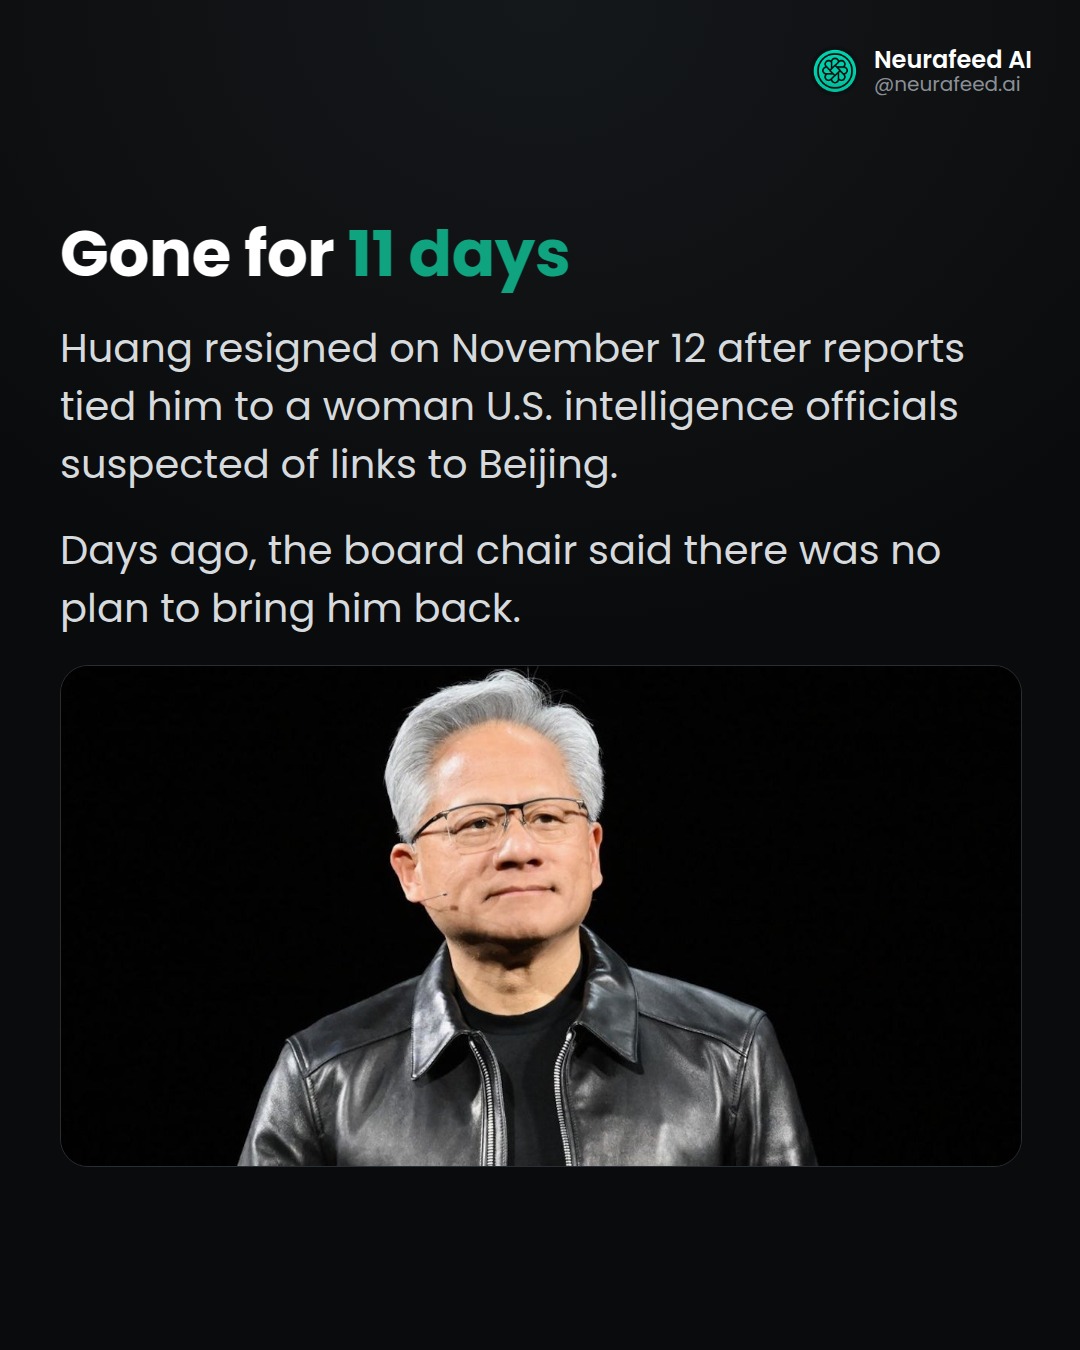 Neurafeed AI
@neurafeed.ai
Gone for 11 days
Huang resigned on November 12 after reports
tied him to a woman U.S. intelligence officials
suspected of links to Beijing.
Days ago, the board chair said there was no
plan to bring him back.